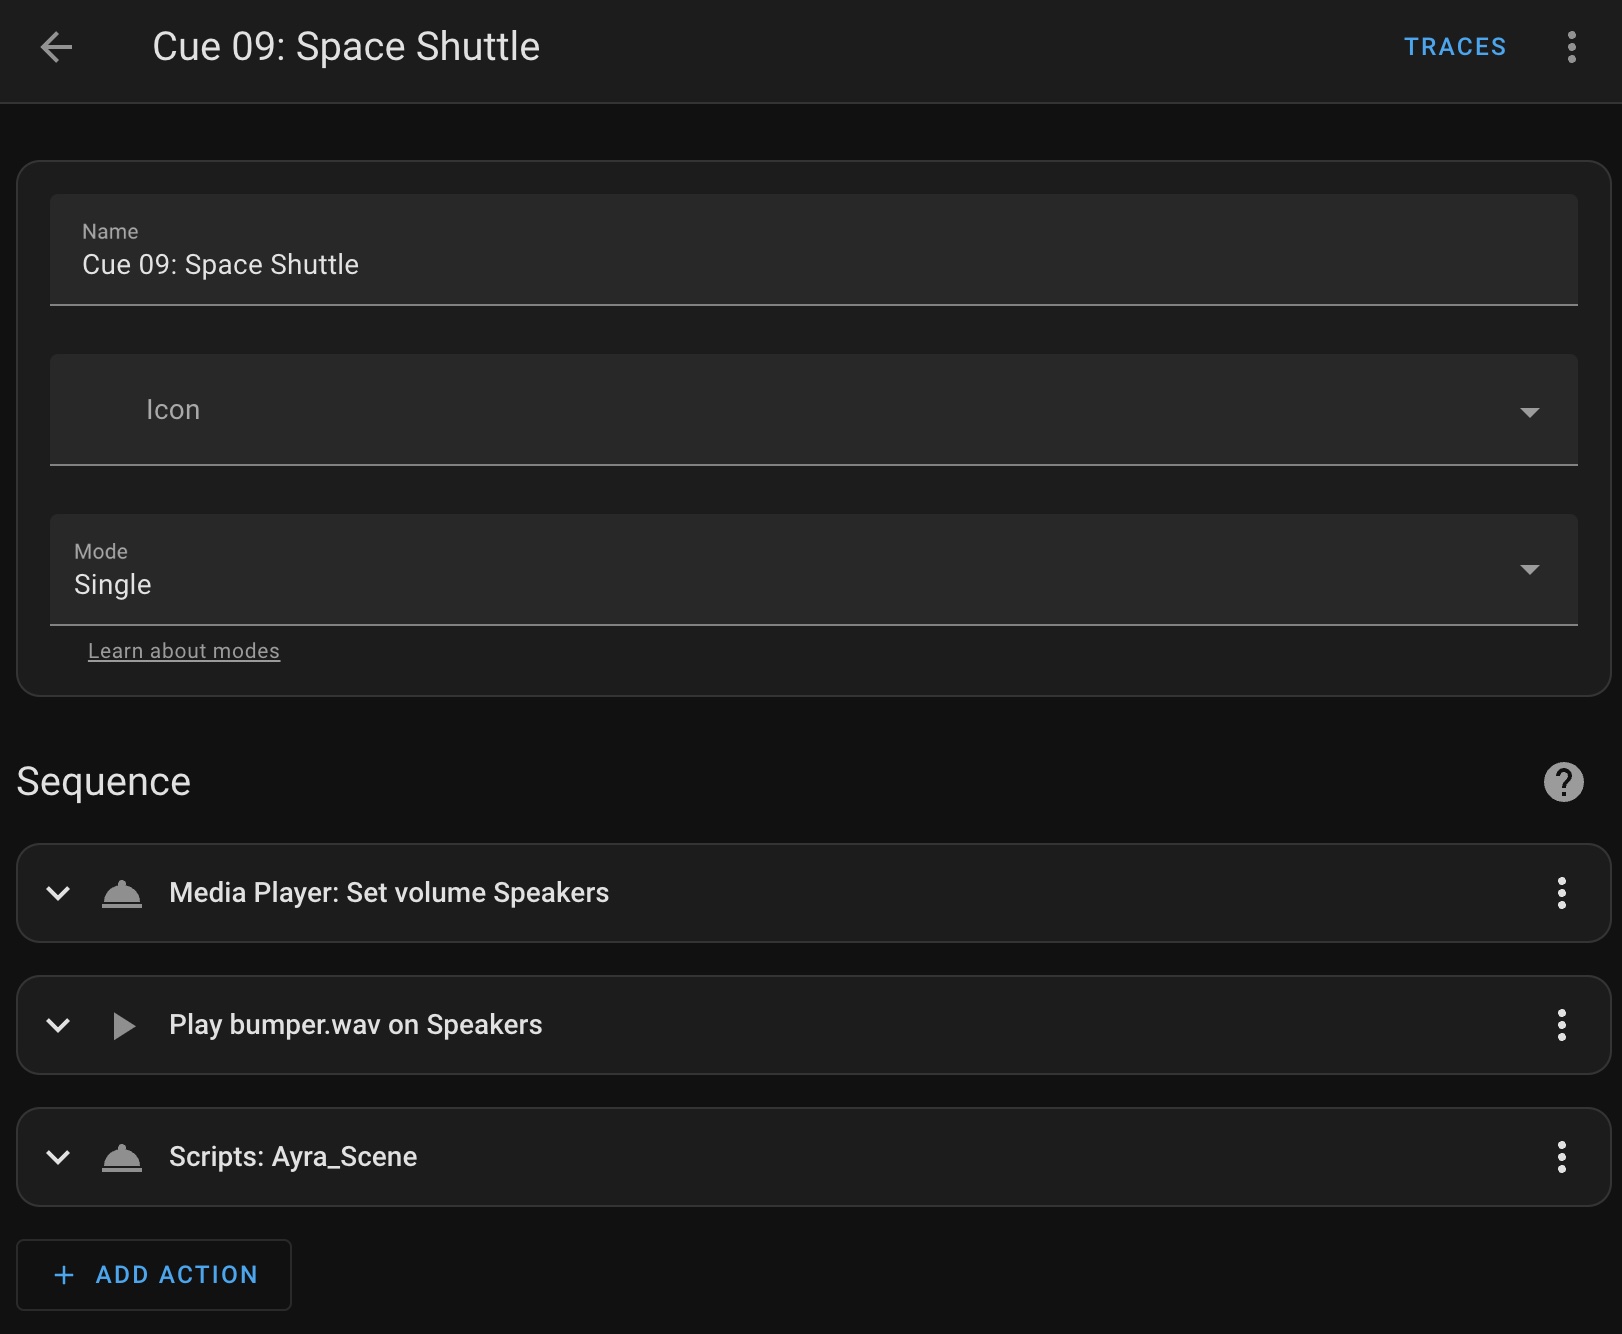 Cue 09: Space Shuttle
TRACES
Name
Cue 09: Space Shuttle
Icon
Mode
Single
Learn about modes
Sequence
?
Media Player: Set volume Speakers
Play bumper.wav on Speakers
Scripts: Ayra_Scene
+ ADD ACTION